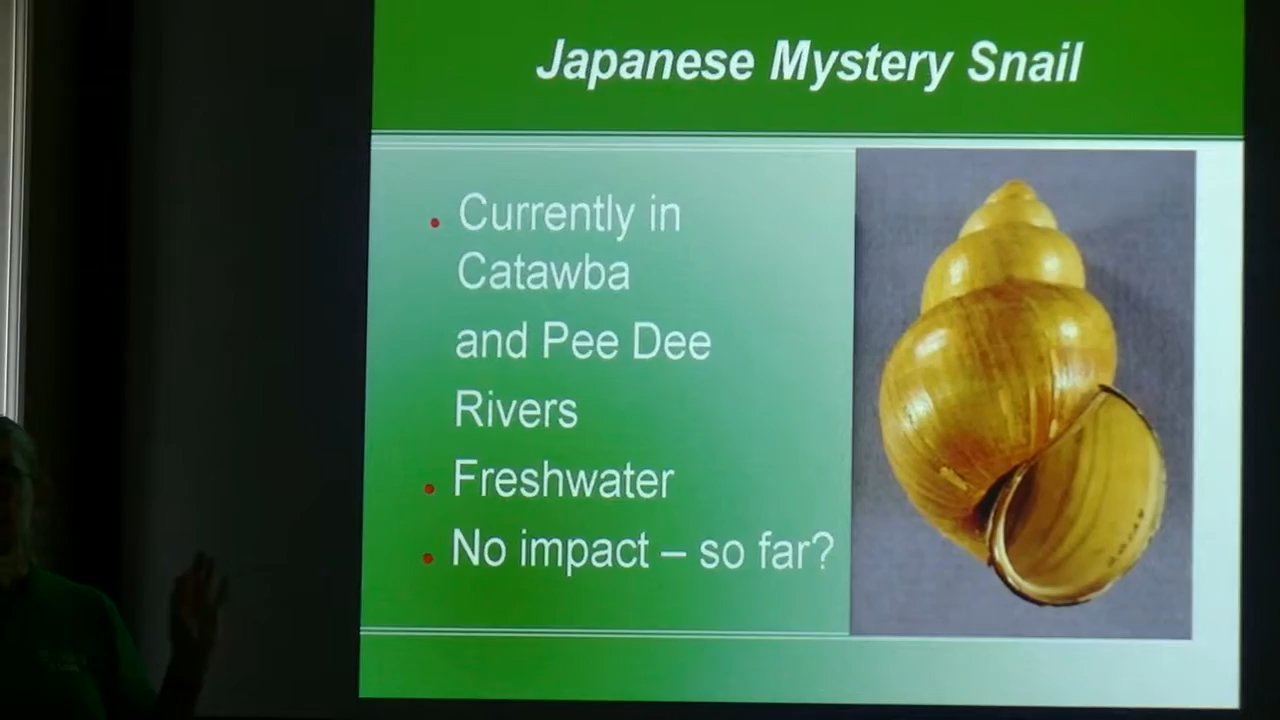 Japanese Mystery Snail
• Currently in
Catawba
and Pee Dee
Rivers
• Freshwater
• No impact – so far?